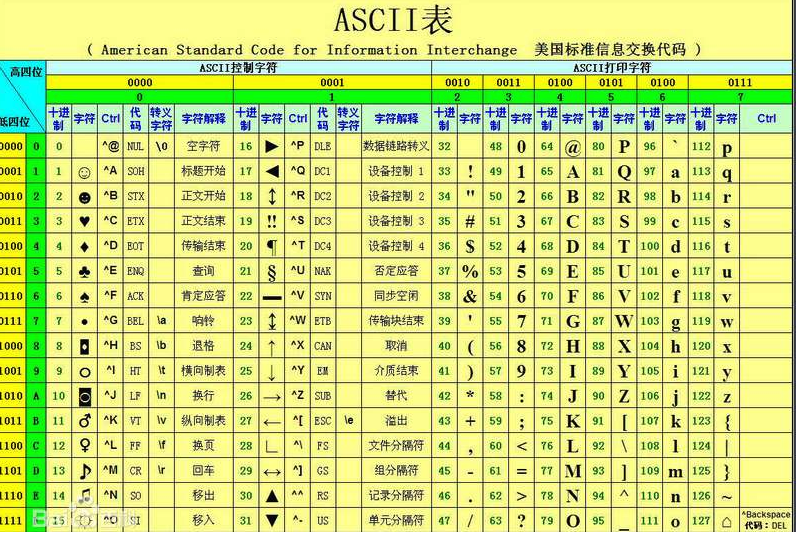 ASCII表
( American Standard Code for Information Interchange 美国标准信息交换代码 )
高四位 ASCII控制字符 ASCII打印字符
0000 0001 0010 0011 0100 0101 0100 0111
0 1 2 3 4 5 6 7
低四位 十进制 字符 Ctrl 代码 转义字符 字符解释 十进制 字符 Ctrl 代码 转义字符 字符解释 十进制 字符 十进制 字符 十进制 字符 十进制 字符 十进制 字符 十进制 字符 Ctrl
0000 0 0 ^@ NUL \0 空字符 16 ► ^P DLE 数据链路转义 32 48 0 64 @ 80 P 96 ` 112 p
0001 1 1 ☺ ^A SOH 标题开始 17 ◄ ^Q DC1 设备控制 1 33 ! 49 1 65 A 81 Q 97 a 113 q
0010 2 2 ☻ ^B STX 正文开始 18 ↕ ^R DC2 设备控制 2 34 " 50 2 66 B 82 R 98 b 114 r
0011 3 3 ♥ ^C ETX 正文结束 19 ‼ ^S DC3 设备控制 3 35 # 51 3 67 C 83 S 99 c 115 s
0100 4 4 ♦ ^D EOT 传输结束 20 ¶ ^T DC4 设备控制 4 36 $ 52 4 68 D 84 T 100 d 116 t
0101 5 5 ♣ ^E ENQ 查询 21 § ^U NAK 否定应答 37 % 53 5 69 E 85 U 101 e 117 u
0110 6 6 ♠ ^F ACK 肯定应答 22 ▬ ^V SYN 同步空闲 38 & 54 6 70 F 86 V 102 f 118 v
0111 7 7 • ^G BEL \a 响铃 23 ↨ ^W ETB 传输块结束 39 ' 55 7 71 G 87 W 103 g 119 w
1000 8 8 ◘ ^H BS \b 退格 24 ↑ ^X CAN 取消 40 ( 56 8 72 H 88 X 104 h 120 x
1001 9 9 ○ ^I HT \t 横向制表 25 ↓ ^Y EM 介质结束 41 ) 57 9 73 I 89 Y 105 i 121 y
1010 A 10 ◙ ^J LF \n 换行 26 → ^Z SUB 替代 42 * 58 : 74 J 90 Z 106 j 122 z
1011 B 11 ♂ ^K VT \v 纵向制表 27 ← ^[ ESC \e 溢出 43 + 59 ; 75 K 91 [ 107 k 123 {
1100 C 12 ♀ ^L FF \f 换页 28 ∟ ^\ FS 文件分隔符 44 , 60 < 76 L 92 \ 108 l 124 |
1101 D 13 ♪ ^M CR \r 回车 29 ↔ ^] GS 组分隔符 45 - 61 = 77 M 93 ] 109 m 125 }
1110 E 14 ♫ ^N SO 移出 30 ▲ ^^ RS 记录分隔符 46 . 62 > 78 N 94 ^ 110 n 126 ~
1111 15 ^O SI 移入 31 ▼ ^- US 单元分隔符 47 / 63 ? 79 O 95 _ 111 o 127 ⌂ ^Backspace 代码：DEL